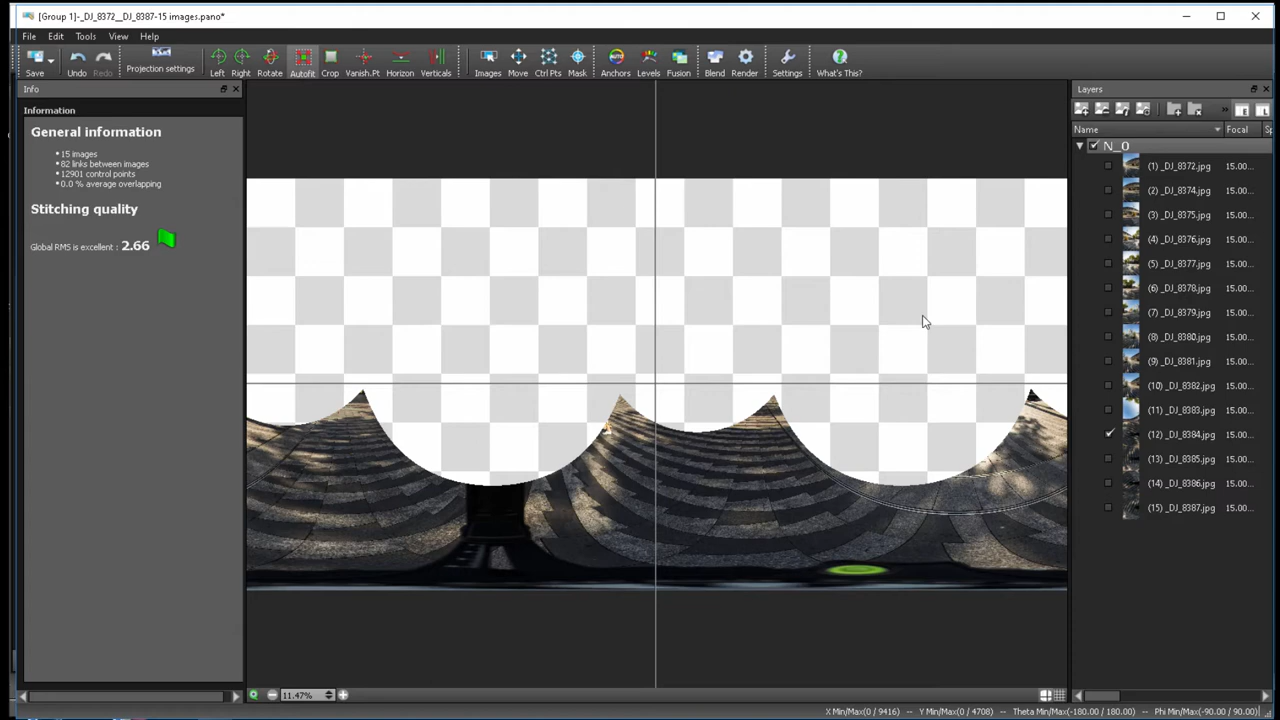 [Group 1]-_DJ_8372__DJ_8387-15 images.pano*
File Edit Tools View Help
Save Undo Redo Projection settings Left Right Rotate Autofit Crop Vanish.Pt Horizon Verticals Images Move Ctrl Pts Mask Anchors Levels Fusion Blend Render Settings What's This?
AUTO
Info
Layers
Information
General information
15 images
82 links between images
12901 control points
0.0 % average overlapping
Stitching quality
Global RMS is excellent : 2.66
Name Focal Sp
N_0
(1) _DJ_8372.jpg 15.00...
(2) _DJ_8374.jpg 15.00...
(3) _DJ_8375.jpg 15.00...
(4) _DJ_8376.jpg 15.00...
(5) _DJ_8377.jpg 15.00...
(6) _DJ_8378.jpg 15.00...
(7) _DJ_8379.jpg 15.00...
(8) _DJ_8380.jpg 15.00...
(9) _DJ_8381.jpg 15.00...
(10) _DJ_8382.jpg 15.00...
(11) _DJ_8383.jpg 15.00...
(12) _DJ_8384.jpg 15.00...
(13) _DJ_8385.jpg 15.00...
(14) _DJ_8386.jpg 15.00...
(15) _DJ_8387.jpg 15.00...
11.47%
X Min/Max(0 / 9416) -- Y Min/Max(0 / 4708) -- Theta Min/Max(-180.00 / 180.00) -- Phi Min/Max(-90.00 / 90.00)